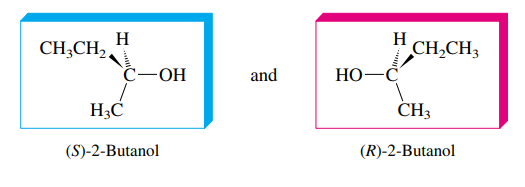 CH₃CH₂ H
C—OH
H₃C
(S)-2-Butanol
and
H CH₂CH₃
HO—C
CH₃
(R)-2-Butanol